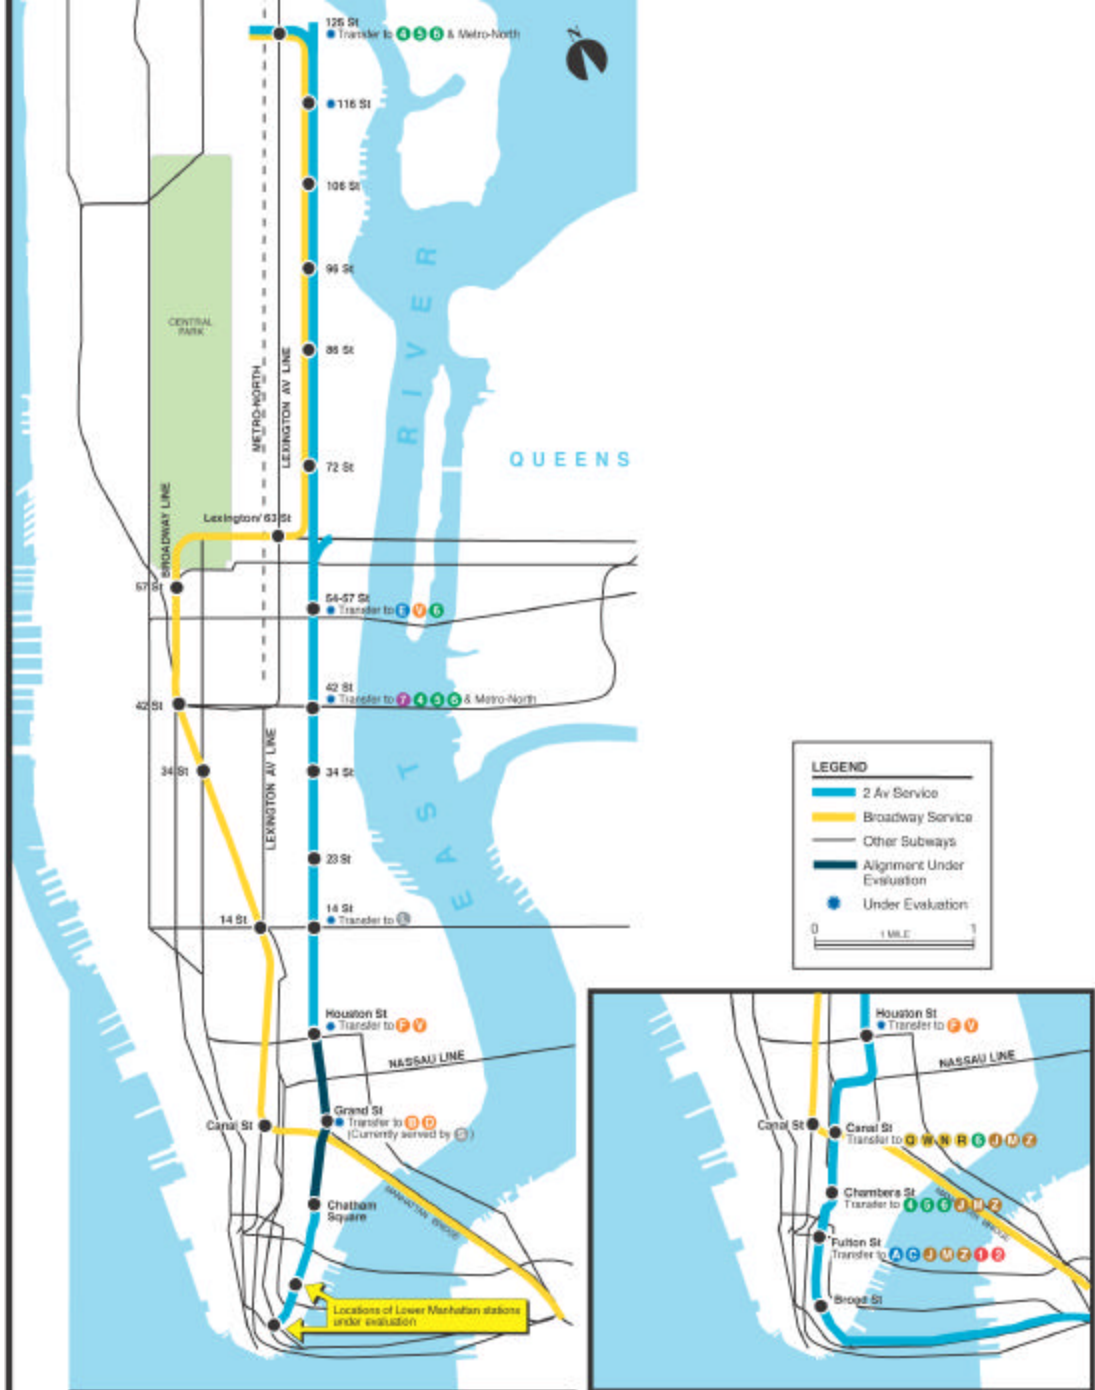 125 St
Transfer to 4 5 6 & Metro-North
N
116 St
106 St
96 St
CENTRAL
PARK
86 St
METRO-NORTH
LEXINGTON AV LINE
EAST RIVER
QUEENS
72 St
BROADWAY LINE
Lexington/ 63 St
57 St
54-57 St
Transfer to E V 6
42 St
Transfer to 7 4 5 6 & Metro-North
42 St
34 St
34 St
LEXINGTON AV LINE
23 St
14 St
14 St
Transfer to L
Houston St
Transfer to F V
NASSAU LINE
Canal St
Grand St
Transfer to B D
(Currently served by S)
MANHATTAN BRIDGE
Chatham
Square
Locations of Lower Manhattan stations
under evaluation
LEGEND
2 Av Service
Broadway Service
Other Subways
Alignment Under
Evaluation
Under Evaluation
0 1
1 MILE
Houston St
Transfer to F V
NASSAU LINE
Canal St
Canal St
Transfer to Q W N R 6 J M Z
Chambers St
Transfer to 4 5 6 J M Z
MANHATTAN BRIDGE
Fulton St
Transfer to A C J M Z 1 2
Broad St